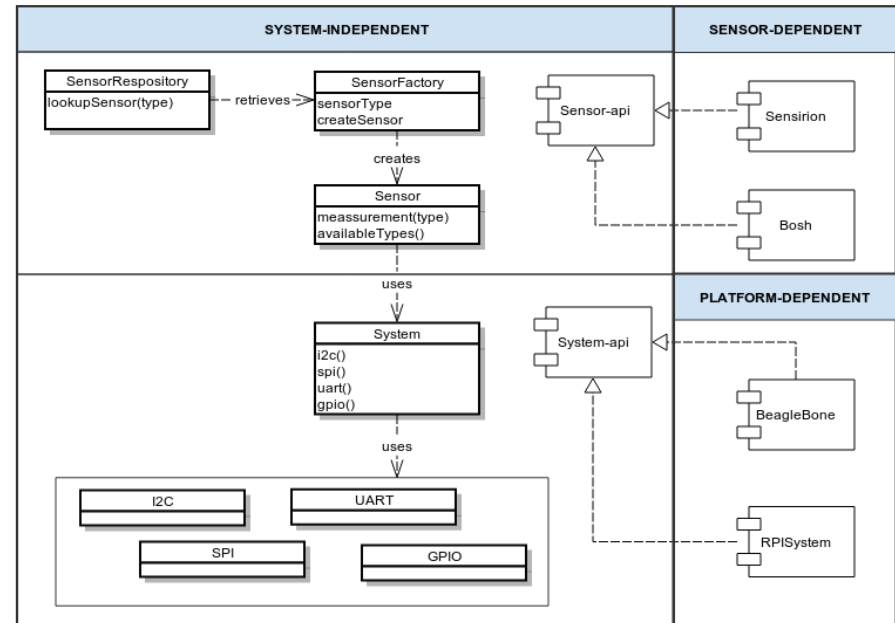 SYSTEM-INDEPENDENT
SENSOR-DEPENDENT
SensorRespository
lookupSensor(type)
retrieves
SensorFactory
sensorType
createSensor
Sensor-api
Sensirion
creates
Sensor
meassurement(type)
availableTypes()
Bosh
uses
PLATFORM-DEPENDENT
System
i2c()
spi()
uart()
gpio()
System-api
BeagleBone
uses
I2C
UART
SPI
GPIO
RPISystem